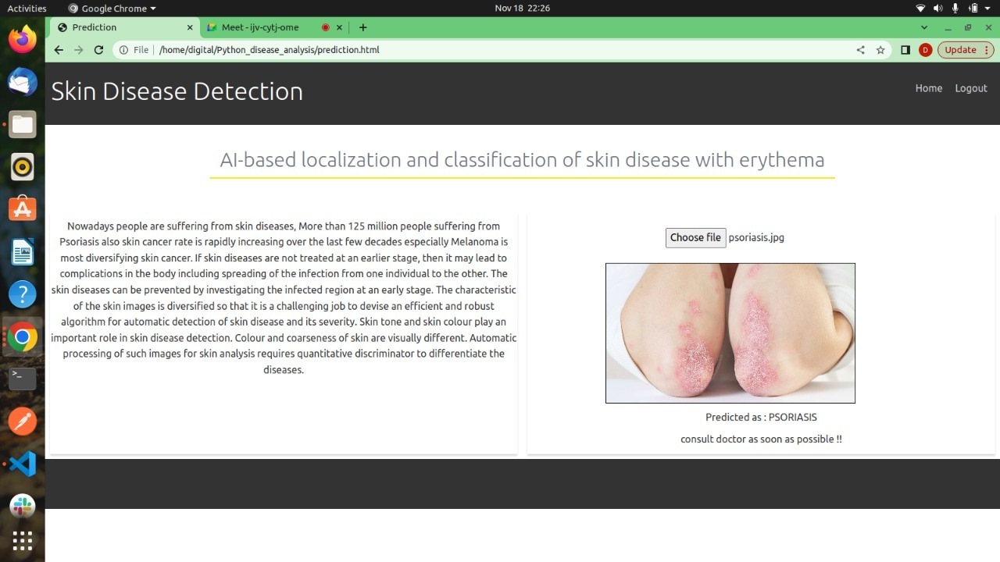 Activities
Google Chrome
Nov 18 22:26
Prediction
Meet - ijv-cytj-ome
File
/home/digital/Python_disease_analysis/prediction.html
D
Update
Skin Disease Detection
Home
Logout
AI-based localization and classification of skin disease with erythema
Nowadays people are suffering from skin diseases, More than 125 million people suffering from
Psoriasis also skin cancer rate is rapidly increasing over the last few decades especially Melanoma is
most diversifying skin cancer. If skin diseases are not treated at an earlier stage, then it may lead to
complications in the body including spreading of the infection from one individual to the other. The
skin diseases can be prevented by investigating the infected region at an early stage. The characteristic
of the skin images is diversified so that it is a challenging job to devise an efficient and robust
algorithm for automatic detection of skin disease and its severity. Skin tone and skin colour play an
important role in skin disease detection. Colour and coarseness of skin are visually different. Automatic
processing of such images for skin analysis requires quantitative discriminator to differentiate the
diseases.
Choose file psoriasis.jpg
Predicted as : PSORIASIS
consult doctor as soon as possible !!